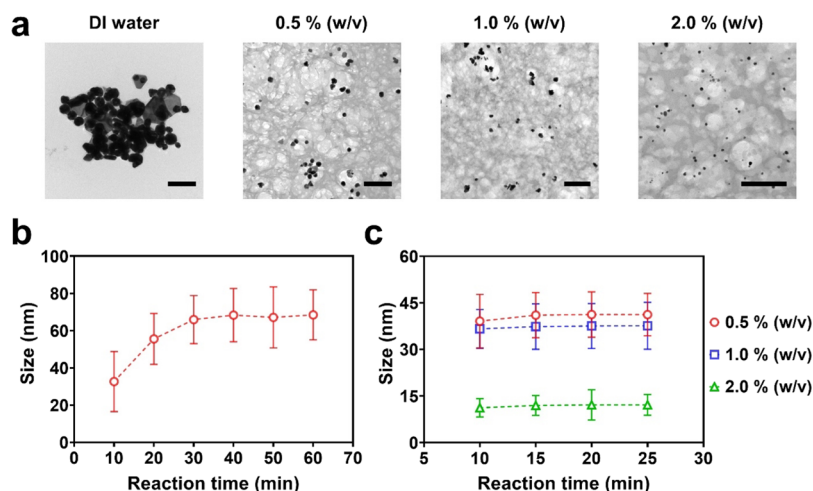 a
DI water
0.5 % (w/v)
1.0 % (w/v)
2.0 % (w/v)
b
100
80
60
40
20
0
Size (nm)
0 10 20 30 40 50 60 70
Reaction time (min)
c
60
45
30
15
0
Size (nm)
5 10 15 20 25 30
Reaction time (min)
0.5 % (w/v)
1.0 % (w/v)
2.0 % (w/v)